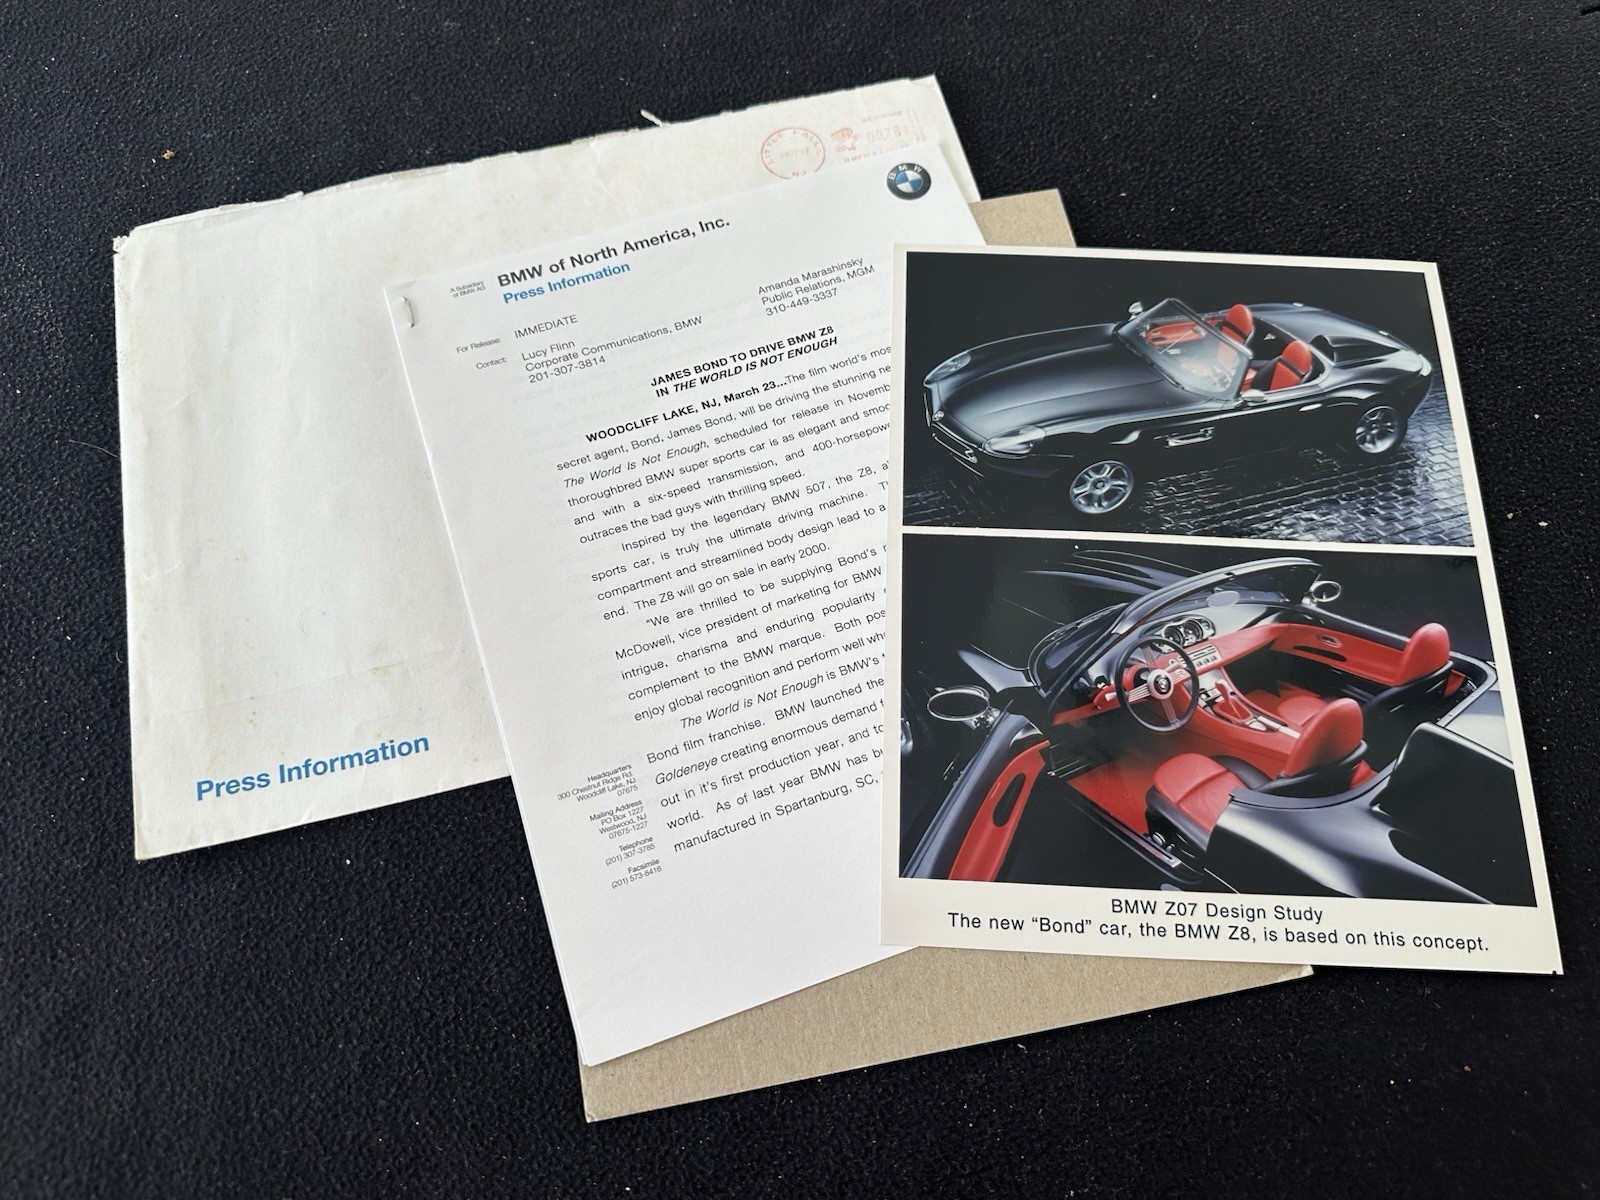 LITTLE FALLS
NJ
BMW
A Subsidiary
of BMW AG
BMW of North America, Inc.
Press Information
For Release: IMMEDIATE
Contact: Lucy Flinn
Corporate Communications, BMW
201-307-3814
Amanda Marashinsky
Public Relations, MGM
310-449-3337
JAMES BOND TO DRIVE BMW Z8
IN THE WORLD IS NOT ENOUGH
WOODCLIFF LAKE, NJ, March 23...The film world's mos
secret agent, Bond, James Bond, will be driving the stunning ne
The World Is Not Enough, scheduled for release in Novemb
thoroughbred BMW super sports car is as elegant and smoo
and with a six-speed transmission, and 400-horsepow
outraces the bad guys with thrilling speed.
Inspired by the legendary BMW 507, the Z8, a
sports car, is truly the ultimate driving machine. T
compartment and streamlined body design lead to a
end. The Z8 will go on sale in early 2000.
"We are thrilled to be supplying Bond's
McDowell, vice president of marketing for BMW
intrigue, charisma and enduring popularity
complement to the BMW marque. Both pos
enjoy global recognition and perform well wh
The World is Not Enough is BMW's
Bond film franchise. BMW launched the
Goldeneye creating enormous demand
out in it's first production year, and to
world. As of last year BMW has bu
manufactured in Spartanburg, SC,
Headquarters
300 Chestnut Ridge Rd.
Woodcliff Lake, NJ
07675
Mailing Address
PO Box 1227
Westwood, NJ
07675-1227
Telephone
(201) 307-3785
Facsimile
(201) 573-8416
Press Information
BMW Z07 Design Study
The new "Bond" car, the BMW Z8, is based on this concept.